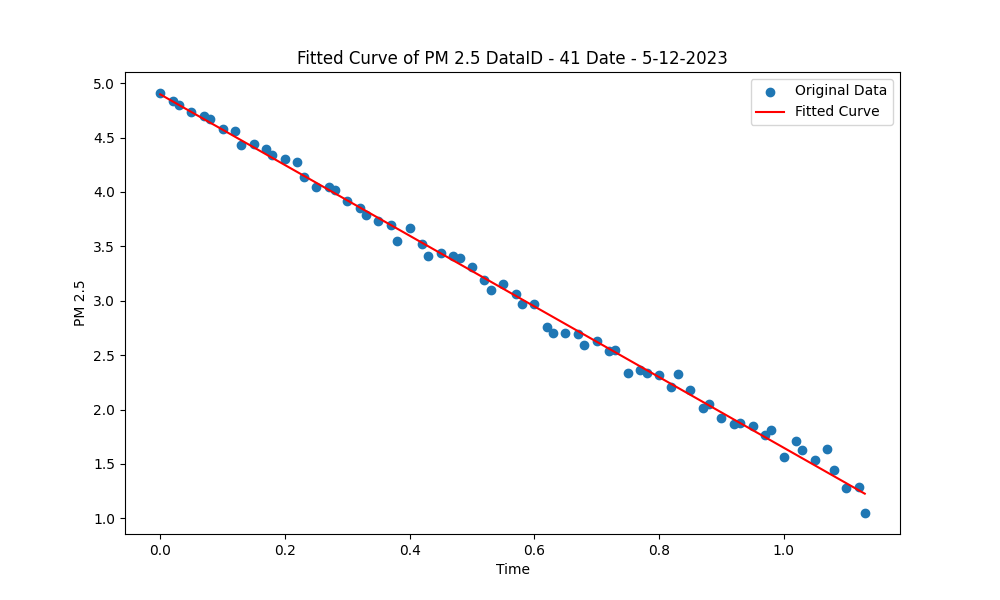 Fitted Curve of PM 2.5 DataID - 41 Date - 5-12-2023
Original Data
Fitted Curve
PM 2.5
5.0
4.5
4.0
3.5
3.0
2.5
2.0
1.5
1.0
0.0 0.2 0.4 0.6 0.8 1.0
Time